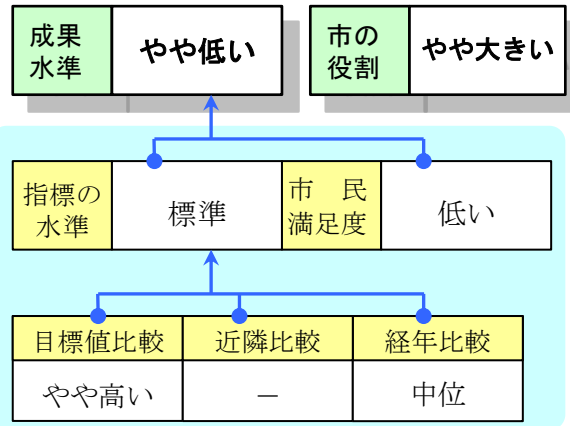 成果
水準
やや低い
市の
役割
やや大きい
指標の
水準
標準
市　民
満足度
低い
目標値比較
近隣比較
経年比較
やや高い
－
中位